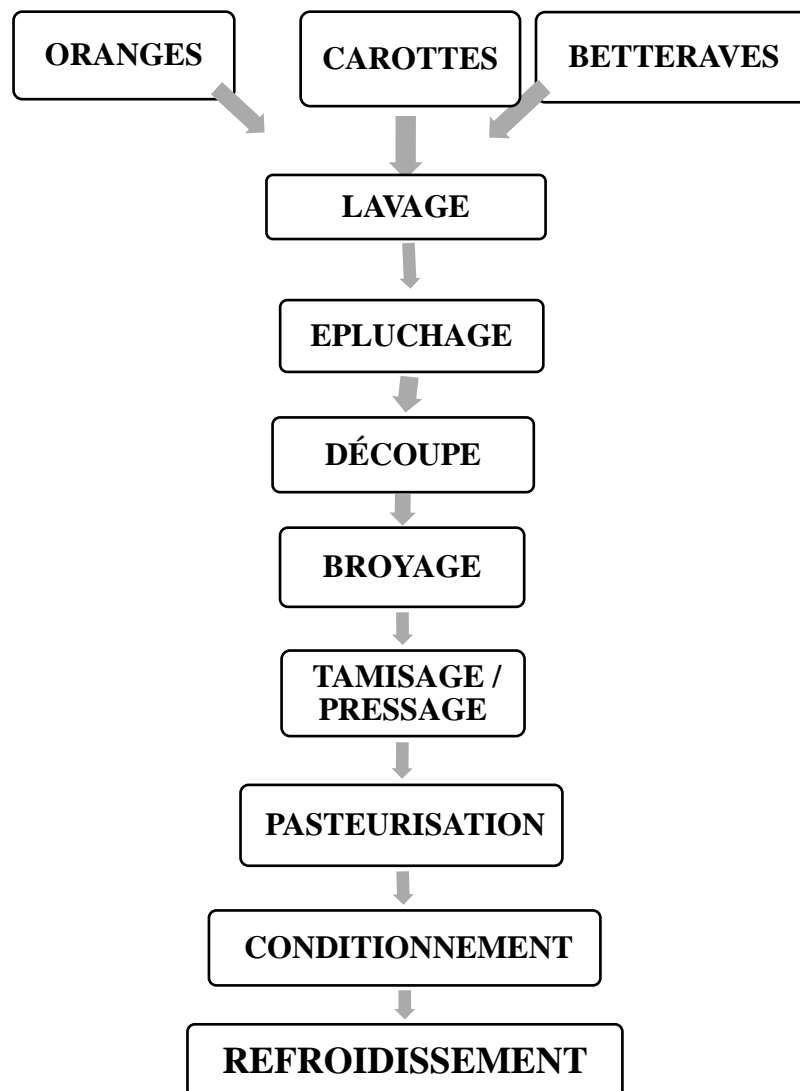 ORANGES
CAROTTES
BETTERAVES
LAVAGE
EPLUCHAGE
DÉCOUPE
BROYAGE
TAMISAGE /
PRESSAGE
PASTEURISATION
CONDITIONNEMENT
REFROIDISSEMENT